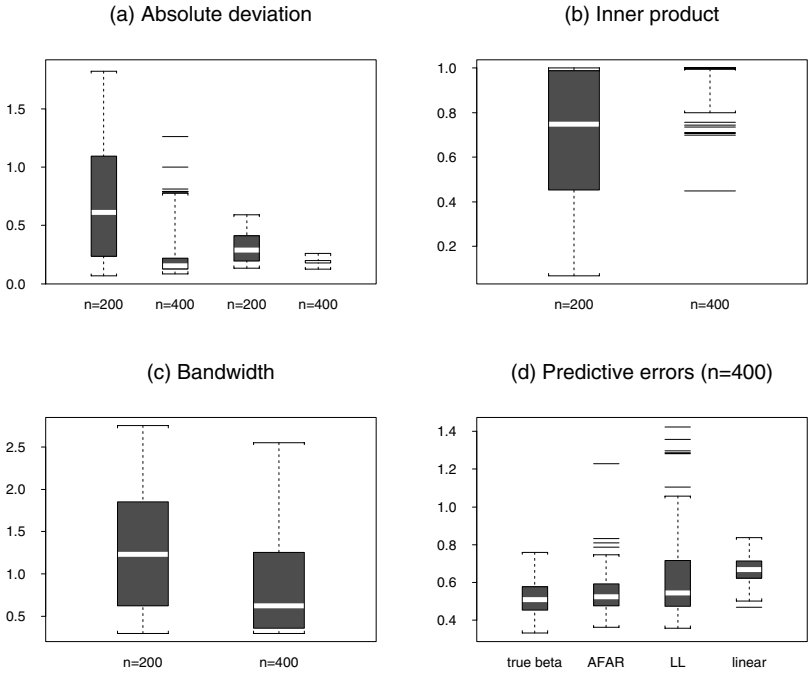 (a) Absolute deviation
(b) Inner product
1.5
1.0
0.5
0.0
n=200 n=400 n=200 n=400
1.0
0.8
0.6
0.4
0.2
n=200 n=400
(c) Bandwidth
(d) Predictive errors (n=400)
2.5
2.0
1.5
1.0
0.5
n=200 n=400
1.4
1.2
1.0
0.8
0.6
0.4
true beta AFAR LL linear